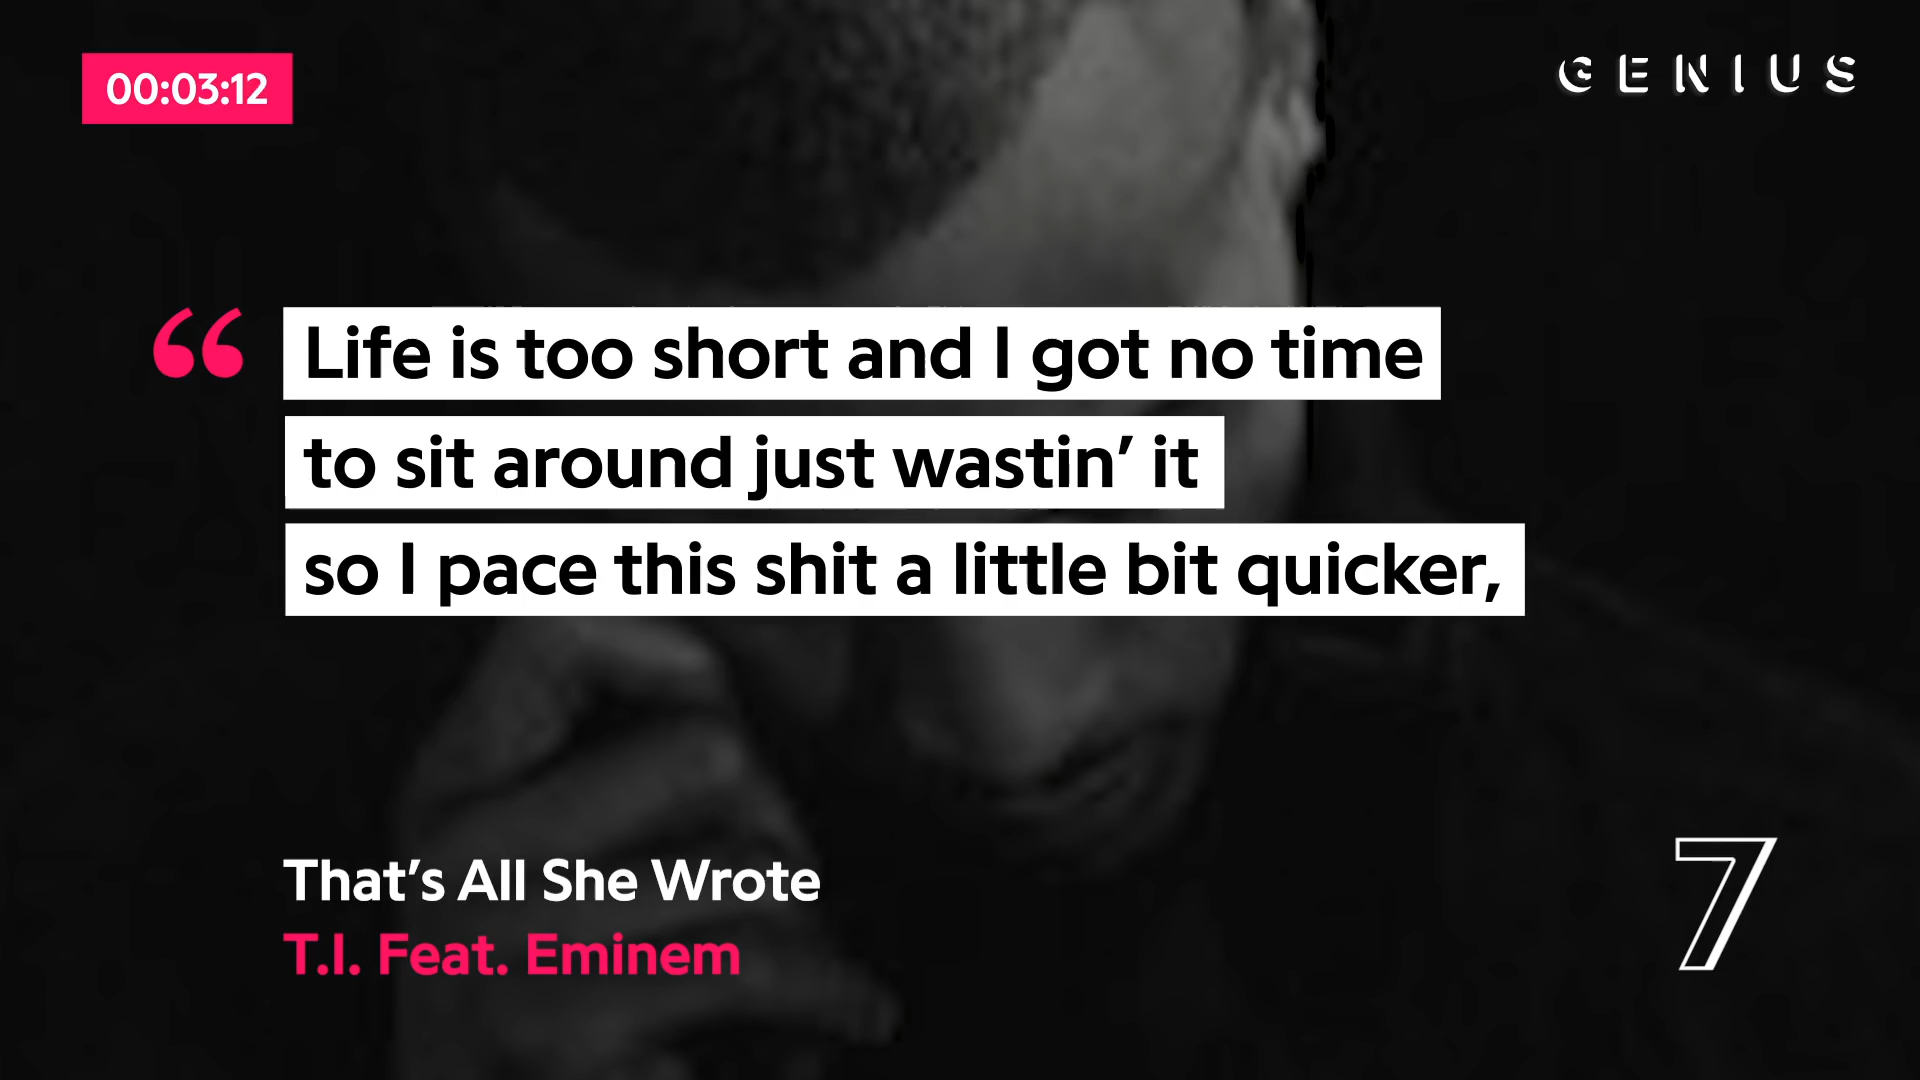 00:03:12
GENIUS
“ Life is too short and I got no time
to sit around just wastin’ it
so I pace this shit a little bit quicker,
That’s All She Wrote
T.I. Feat. Eminem
7